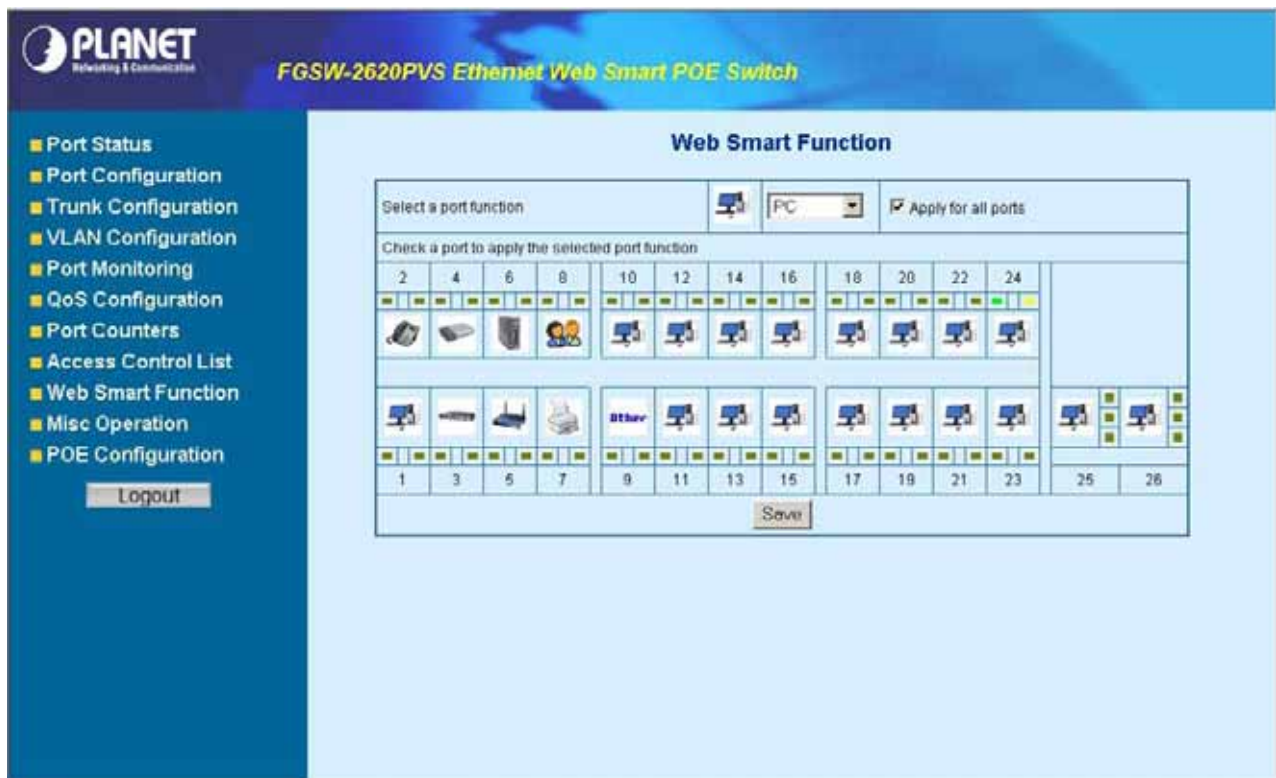 PLANET
Networking & Communication
FGSW-2620PVS Ethernet Web Smart POE Switch
Port Status
Port Configuration
Trunk Configuration
VLAN Configuration
Port Monitoring
QoS Configuration
Port Counters
Access Control List
Web Smart Function
Misc Operation
POE Configuration
Logout
Web Smart Function
Select a port function PC Apply for all ports
Check a port to apply the selected port function
2 4 6 8 10 12 14 16 18 20 22 24
Other
1 3 5 7 9 11 13 15 17 19 21 23 25 26
Save